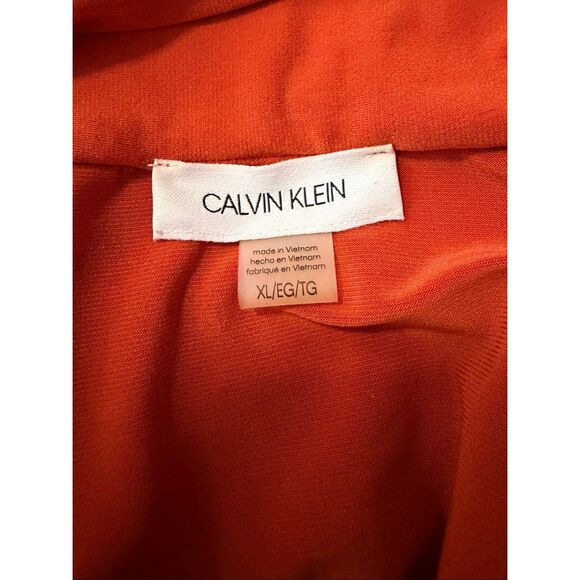 CALVIN KLEIN
made in Vietnam
hecho en Vietnam
fabriqué en Vietnam
XL/EG/TG